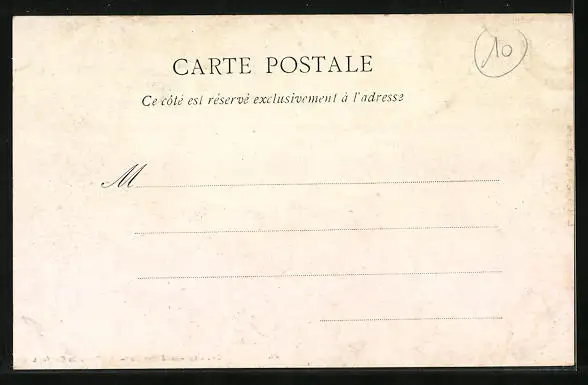 10
CARTE POSTALE
Ce côté est réservé exclusivement à l'adresse
M